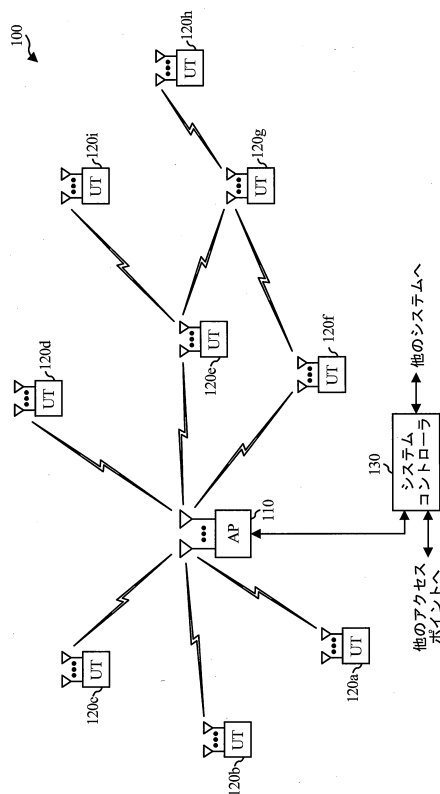 100
120h
UT
120i
UT
120g
UT
120d
UT
120e
UT
120f
UT
110
AP
120c
UT
120b
UT
120a
UT
130
システム
コントローラ
他のシステムへ
他のアクセス
ポイントへ